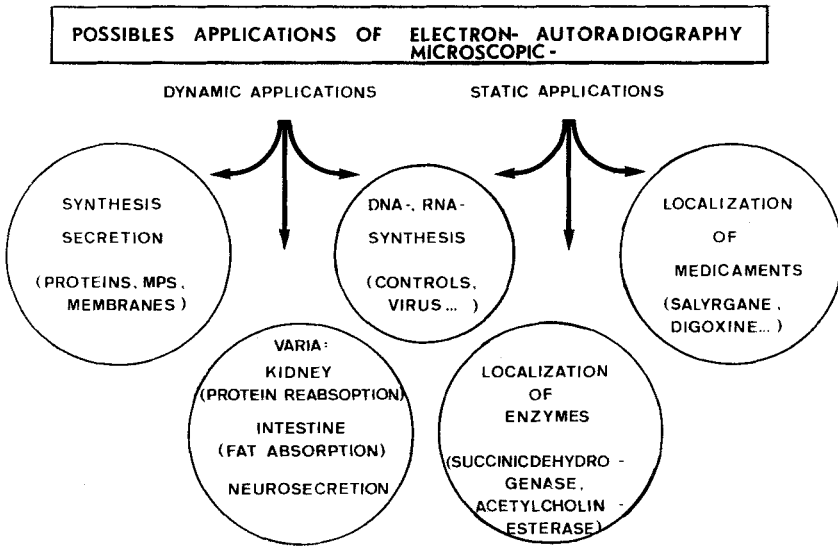 POSSIBLES APPLICATIONS OF ELECTRON- AUTORADIOGRAPHY
MICROSCOPIC-
DYNAMIC APPLICATIONS
STATIC APPLICATIONS
SYNTHESIS
SECRETION
(PROTEINS, MPS,
MEMBRANES)
DNA-, RNA-
SYNTHESIS
(CONTROLS,
VIRUS... )
LOCALIZATION
OF
MEDICAMENTS
(SALYRGANE,
DIGOXINE...)
VARIA:
KIDNEY
(PROTEIN REABSOPTION)
INTESTINE
(FAT ABSORPTION)
NEUROSECRETION
LOCALIZATION
OF
ENZYMES
(SUCCINICDEHYDRO-
GENASE,
ACETYLCHOLIN-
ESTERASE)